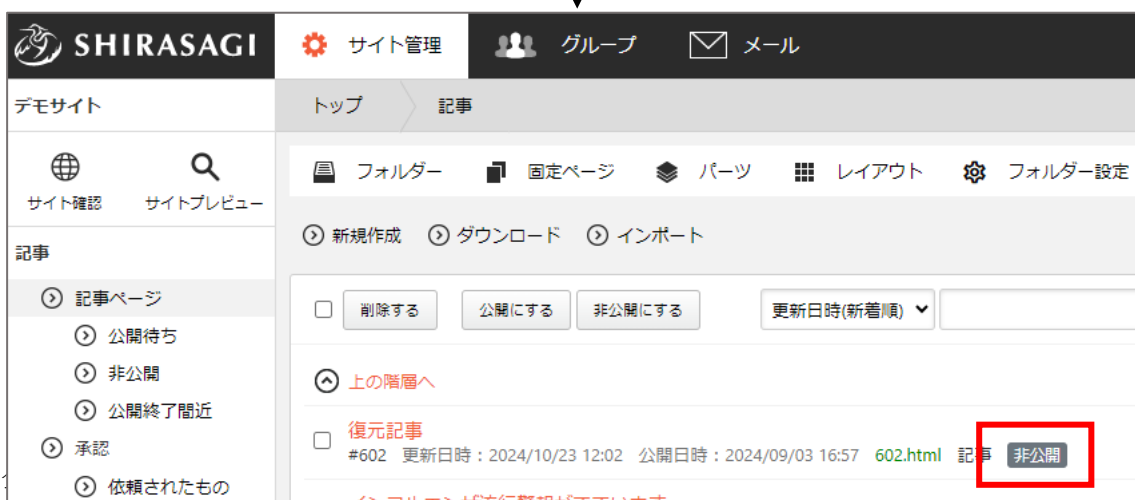 SHIRASAGI
サイト管理 グループ メール
デモサイト
トップ 記事
サイト確認 サイトプレビュー
フォルダー 固定ページ パーツ レイアウト フォルダー設定
新規作成 ダウンロード インポート
記事
記事ページ
公開待ち
非公開
公開終了間近
承認
依頼されたもの
削除する 公開にする 非公開にする 更新日時(新着順)
上の階層へ
復元記事
#602 更新日時：2024/10/23 12:02 公開日時：2024/09/03 16:57 602.html 記事 非公開